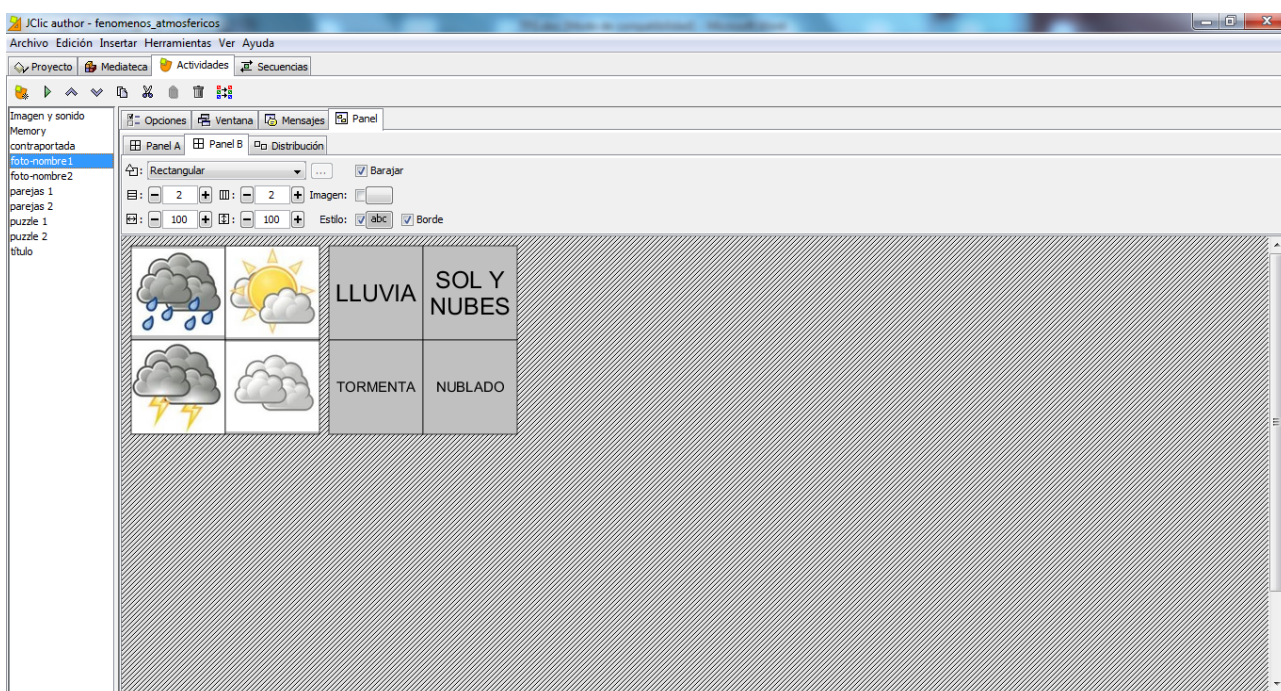 JClic author - fenomenos_atmosfericos
Archivo Edición Insertar Herramientas Ver Ayuda
Proyecto Mediateca Actividades Secuencias
Imagen y sonido
Memory
contraportada
foto-nombre1
foto-nombre2
parejas 1
parejas 2
puzzle 1
puzzle 2
título
Opciones Ventana Mensajes Panel
Panel A Panel B Distribución
Rectangular ... Barajar
2 2 Imagen:
100 100 Estilo: abc Borde
LLUVIA
SOL Y
NUBES
TORMENTA
NUBLADO